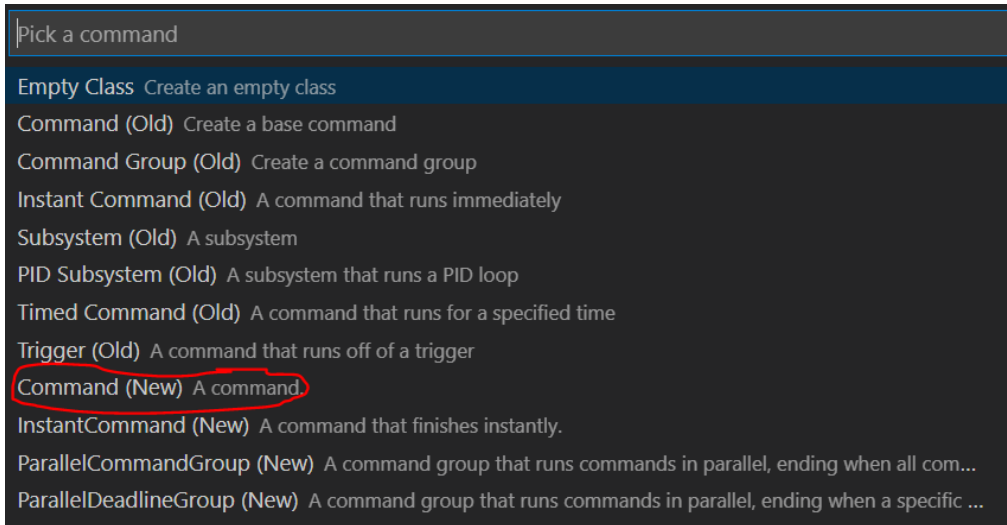 Pick a command
Empty Class Create an empty class
Command (Old) Create a base command
Command Group (Old) Create a command group
Instant Command (Old) A command that runs immediately
Subsystem (Old) A subsystem
PID Subsystem (Old) A subsystem that runs a PID loop
Timed Command (Old) A command that runs for a specified time
Trigger (Old) A command that runs off of a trigger
Command (New) A command.
InstantCommand (New) A command that finishes instantly.
ParallelCommandGroup (New) A command group that runs commands in parallel, ending when all com...
ParallelDeadlineGroup (New) A command group that runs commands in parallel, ending when a specific ...